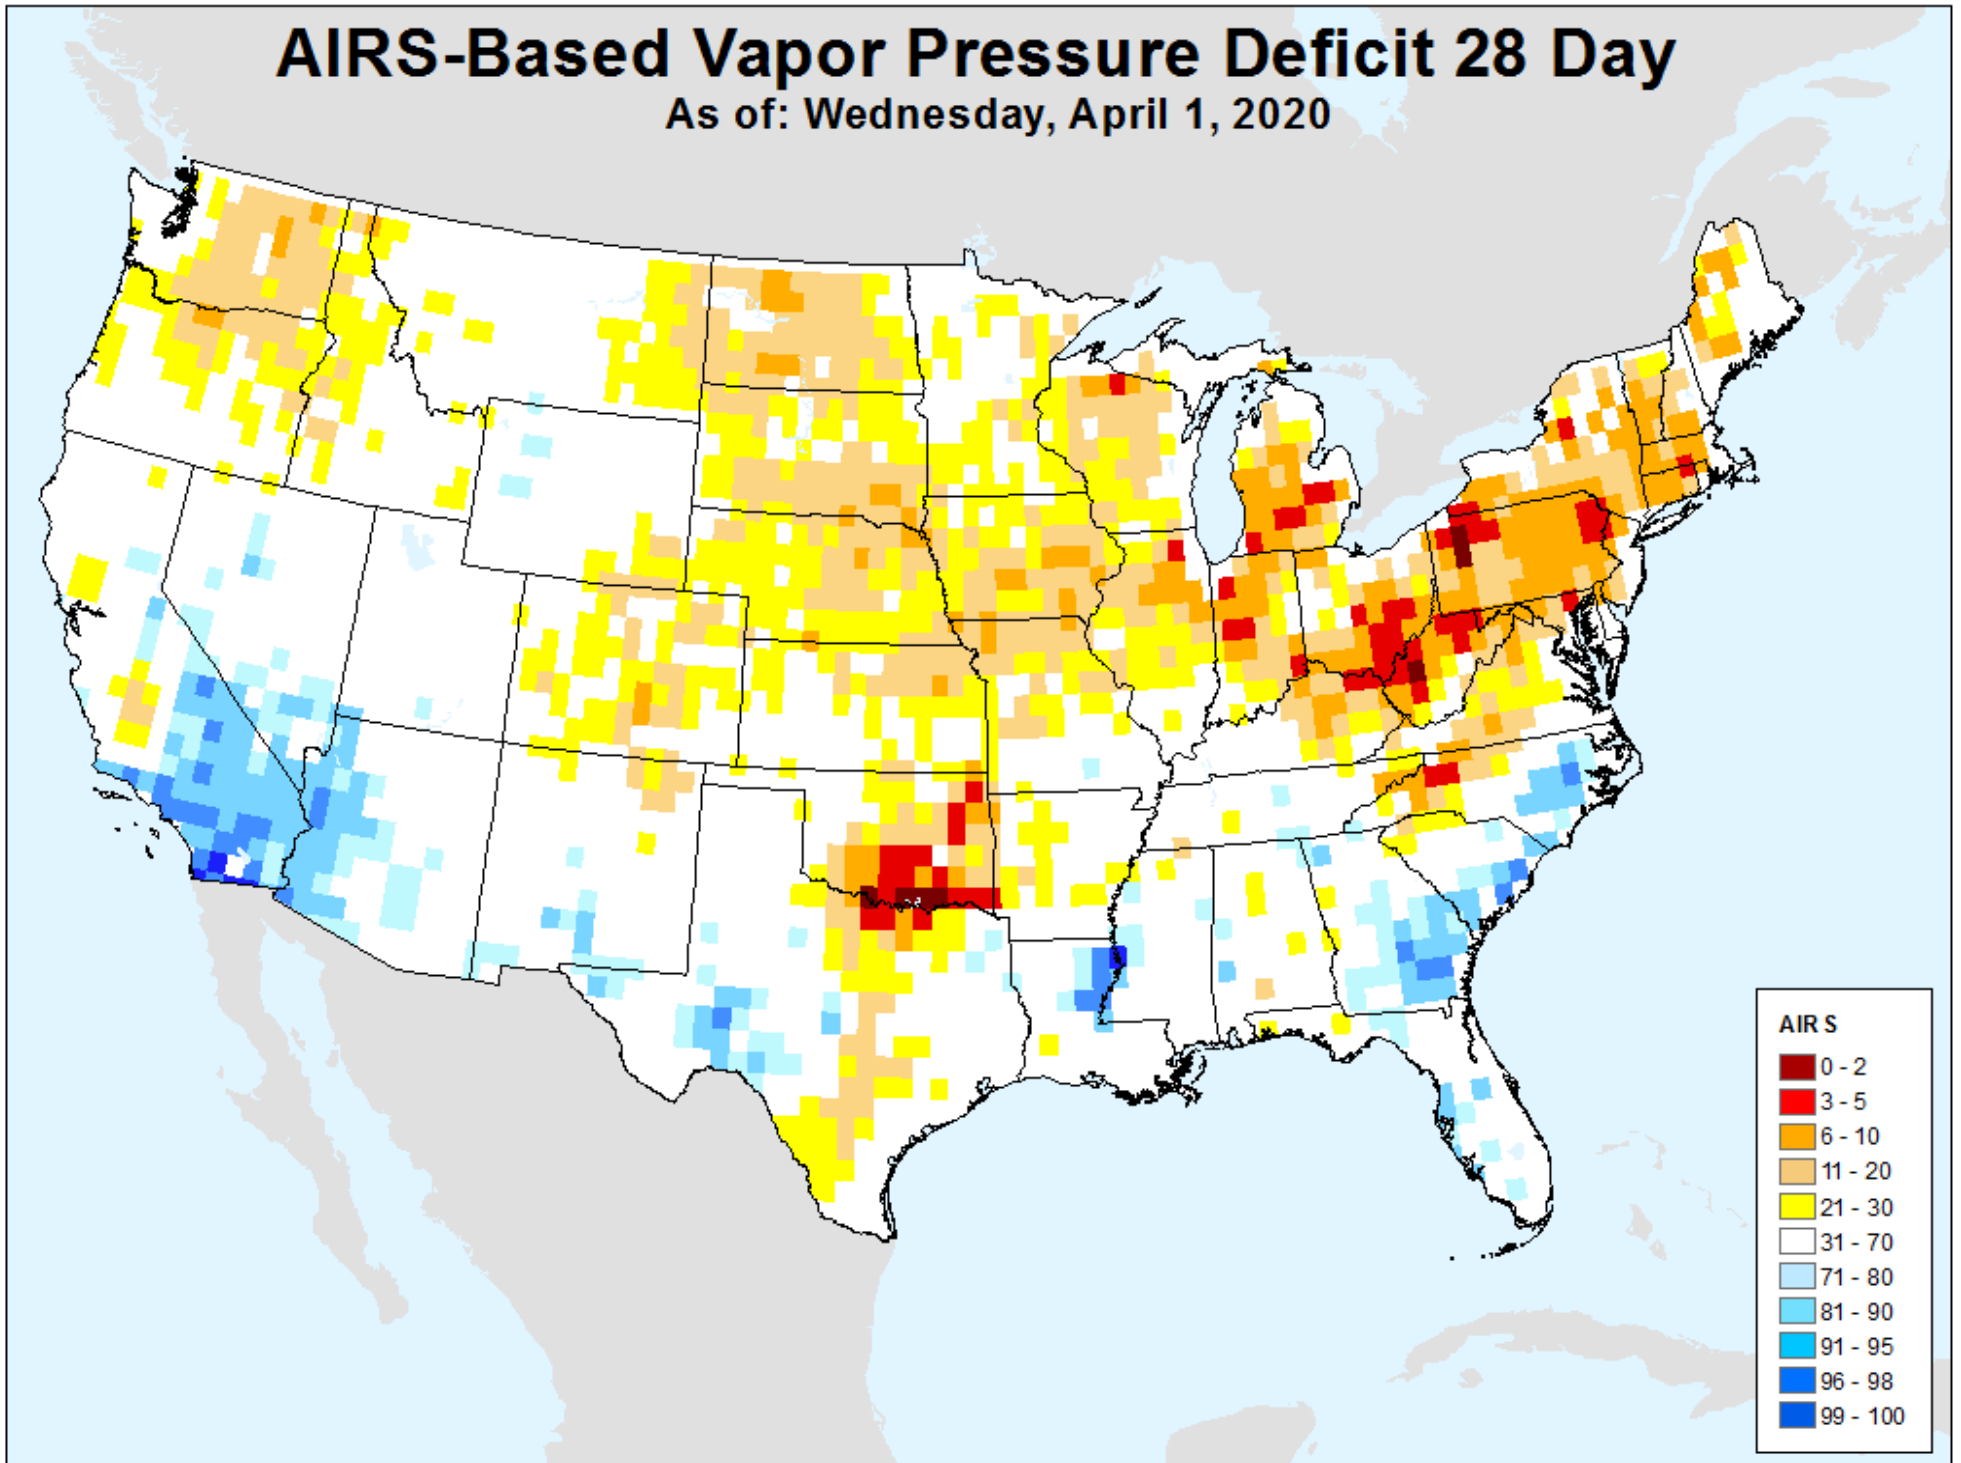 AIRS-Based Vapor Pressure Deficit 28 Day
As of: Wednesday, April 1, 2020
AIRS
0 - 2
3 - 5
6 - 10
11 - 20
21 - 30
31 - 70
71 - 80
81 - 90
91 - 95
96 - 98
99 - 100